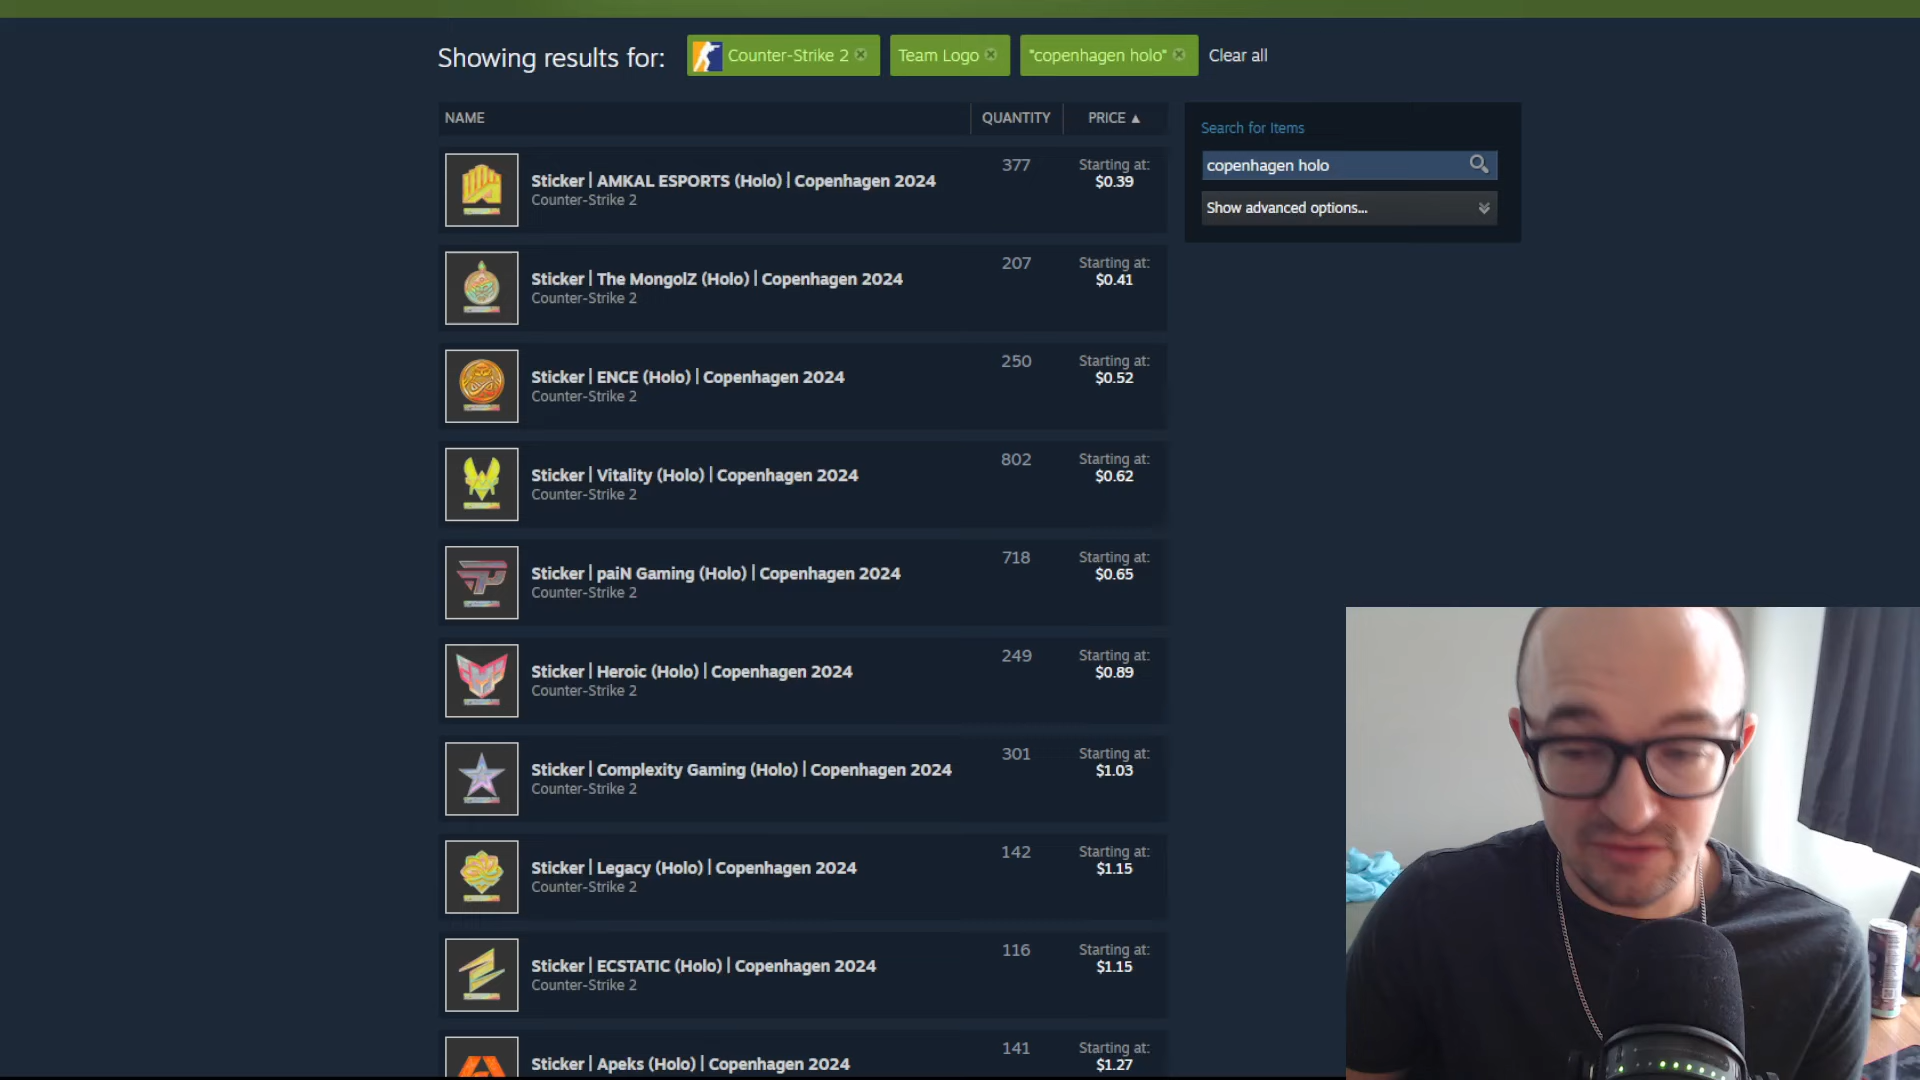 Showing results for:
Counter-Strike 2
Team Logo
"copenhagen holo"
Clear all
NAME
QUANTITY
PRICE ▲
Search for Items
copenhagen holo
Show advanced options...
Sticker | AMKAL ESPORTS (Holo) | Copenhagen 2024
Counter-Strike 2
377
Starting at:
$0.39
Sticker | The MongolZ (Holo) | Copenhagen 2024
Counter-Strike 2
207
Starting at:
$0.41
Sticker | ENCE (Holo) | Copenhagen 2024
Counter-Strike 2
250
Starting at:
$0.52
Sticker | Vitality (Holo) | Copenhagen 2024
Counter-Strike 2
802
Starting at:
$0.62
Sticker | paiN Gaming (Holo) | Copenhagen 2024
Counter-Strike 2
718
Starting at:
$0.65
Sticker | Heroic (Holo) | Copenhagen 2024
Counter-Strike 2
249
Starting at:
$0.89
Sticker | Complexity Gaming (Holo) | Copenhagen 2024
Counter-Strike 2
301
Starting at:
$1.03
Sticker | Legacy (Holo) | Copenhagen 2024
Counter-Strike 2
142
Starting at:
$1.15
Sticker | ECSTATIC (Holo) | Copenhagen 2024
Counter-Strike 2
116
Starting at:
$1.15
Sticker | Apeks (Holo) | Copenhagen 2024
141
Starting at:
$1.27